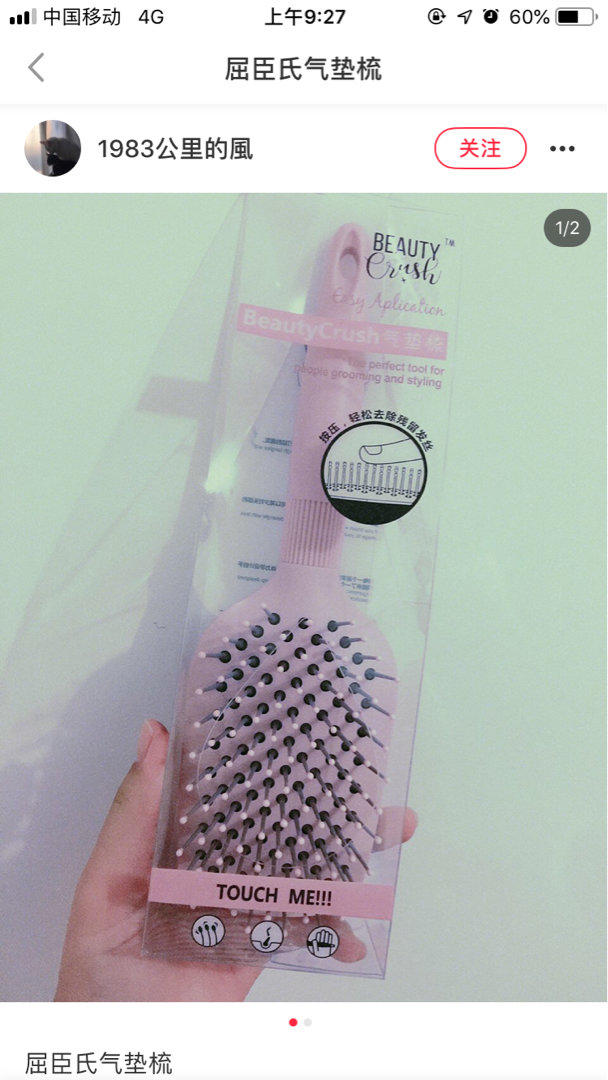 中国移动 4G 上午9:27 60%
屈臣氏气垫梳
1983公里的風 关注
1/2
BEAUTY™
Crush
Easy Aplication
BeautyCrush气垫梳
The perfect tool for
people grooming and styling
按压，轻松去除残留发丝
TOUCH ME!!!
屈臣氏气垫梳